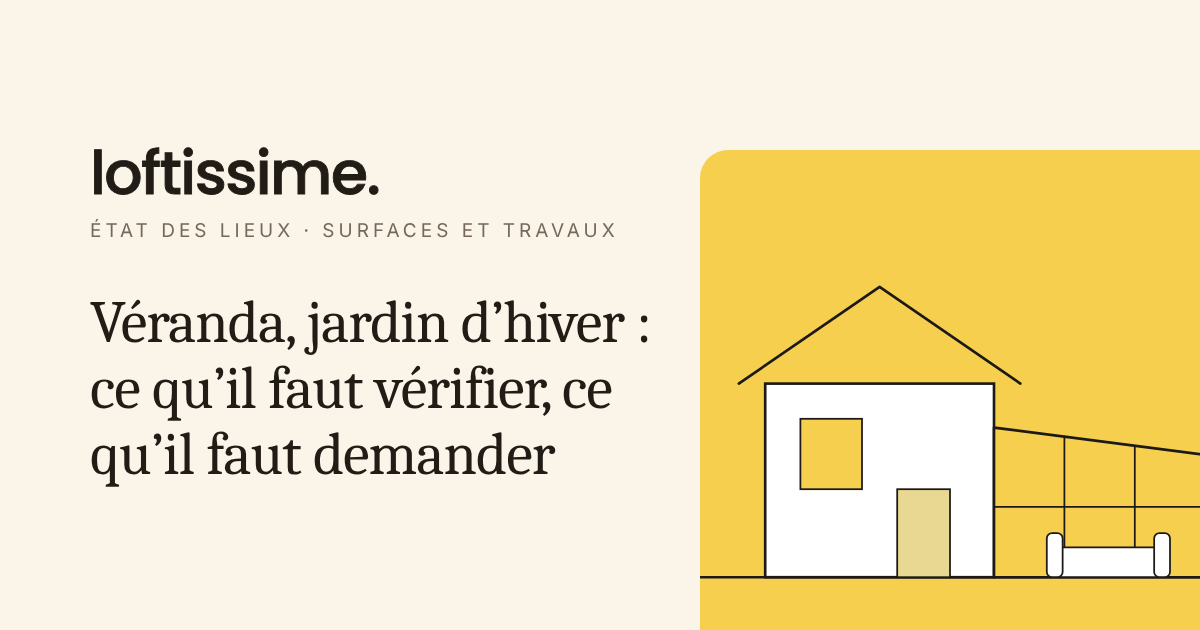 loftissime.
ÉTAT DES LIEUX · SURFACES ET TRAVAUX
Véranda, jardin d’hiver :
ce qu’il faut vérifier, ce
qu’il faut demander